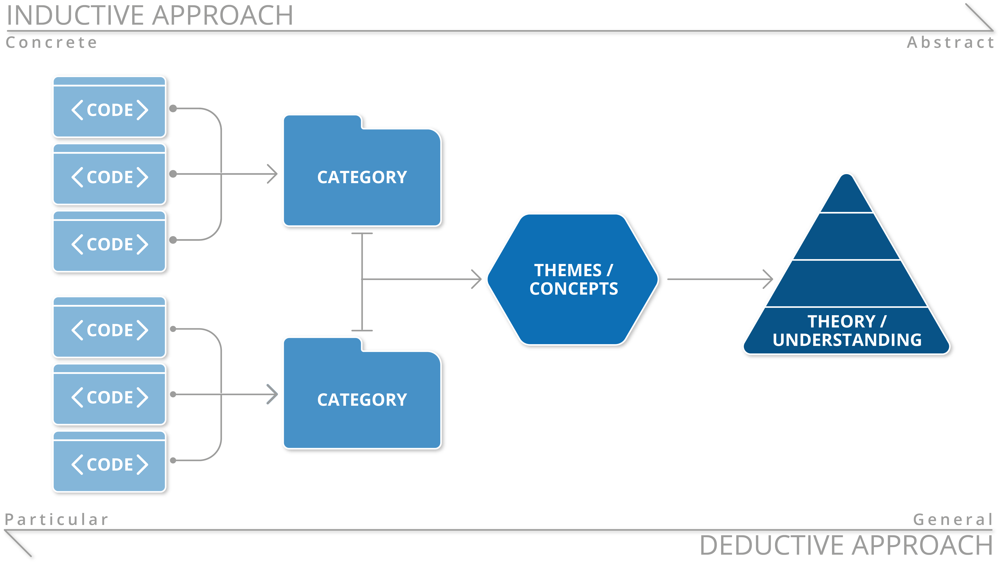 INDUCTIVE APPROACH
Concrete
Abstract
CODE
CODE
CODE
CATEGORY
CODE
CODE
CODE
CATEGORY
THEMES /
CONCEPTS
THEORY /
UNDERSTANDING
Particular
General
DEDUCTIVE APPROACH